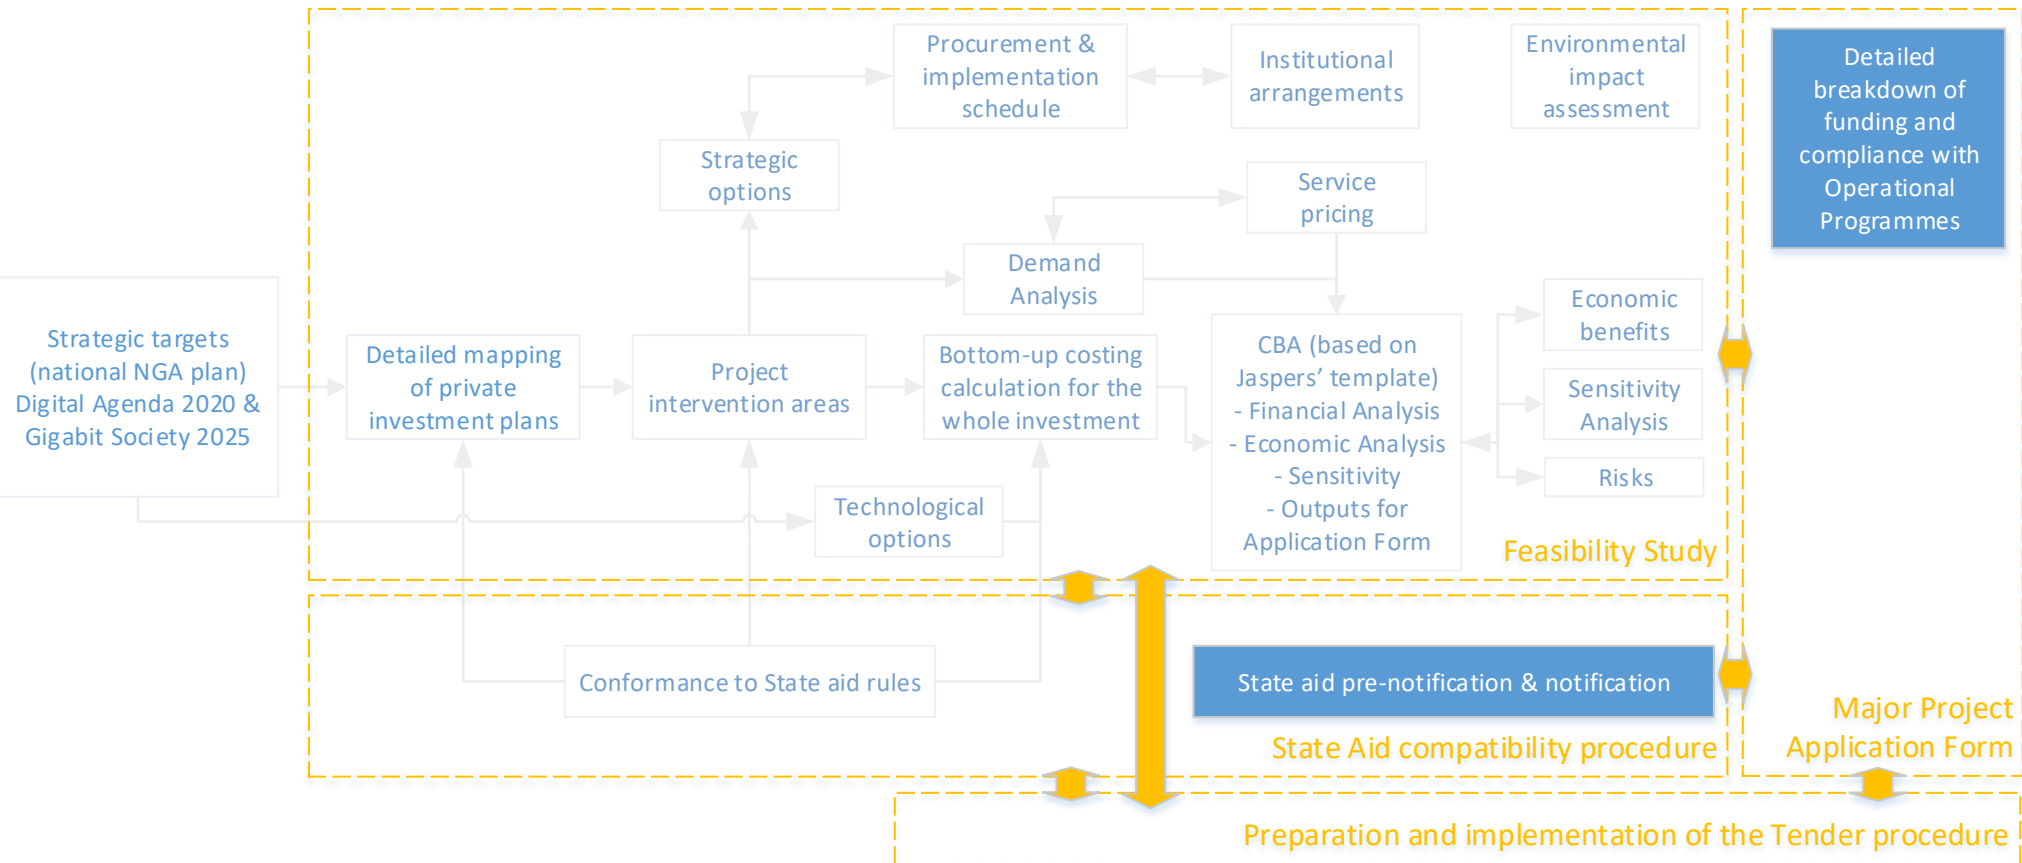 Procurement &
implementation
schedule
Institutional
arrangements
Environmental
impact
assessment
Detailed
breakdown of
funding and
compliance with
Operational
Programmes
Strategic
options
Service
pricing
Demand
Analysis
Strategic targets
(national NGA plan)
Digital Agenda 2020 &
Gigabit Society 2025
Detailed mapping
of private
investment plans
Project
intervention areas
Bottom-up costing
calculation for the
whole investment
CBA (based on
Jaspers’ template)
- Financial Analysis
- Economic Analysis
- Sensitivity
- Outputs for
Application Form
Economic
benefits
Sensitivity
Analysis
Risks
Technological
options
Feasibility Study
Conformance to State aid rules
State aid pre-notification & notification
State Aid compatibility procedure
Major Project
Application Form
Preparation and implementation of the Tender procedure